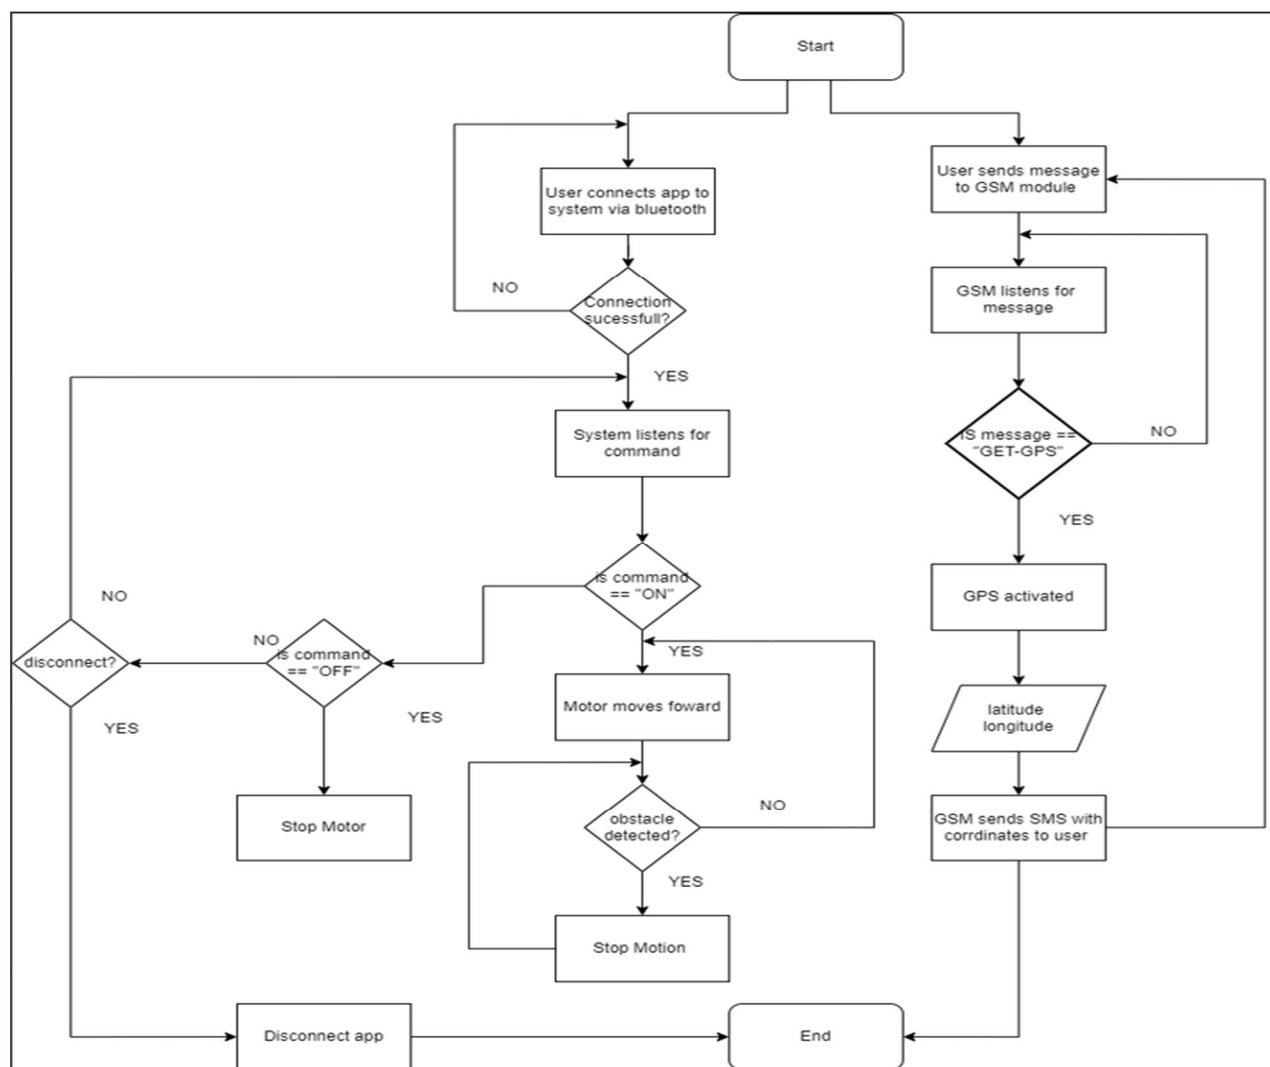 Start
User connects app to
system via bluetooth
Connection
sucessfull?
NO
YES
System listens for
command
is command
== "ON"
YES
Motor moves foward
obstacle
detected?
NO
YES
Stop Motion
is command
== "OFF"
NO
YES
Stop Motor
disconnect?
NO
YES
Disconnect app
User sends message
to GSM module
GSM listens for
message
IS message ==
"GET-GPS"
NO
YES
GPS activated
latitude
longitude
GSM sends SMS with
corrdinates to user
End